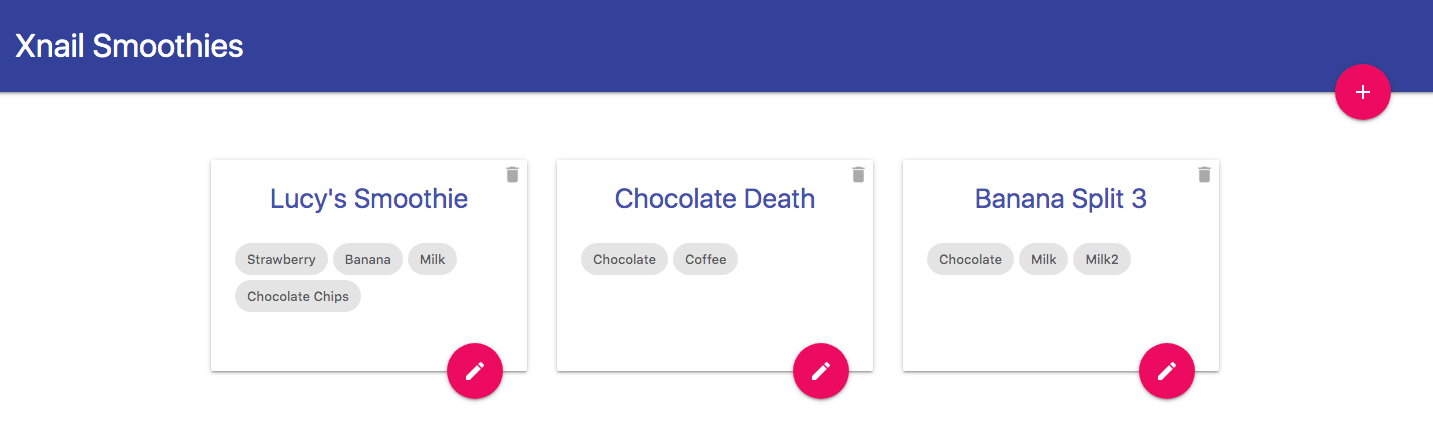 Xnail Smoothies
Lucy's Smoothie
Strawberry Banana Milk
Chocolate Chips
Chocolate Death
Chocolate Coffee
Banana Split 3
Chocolate Milk Milk2